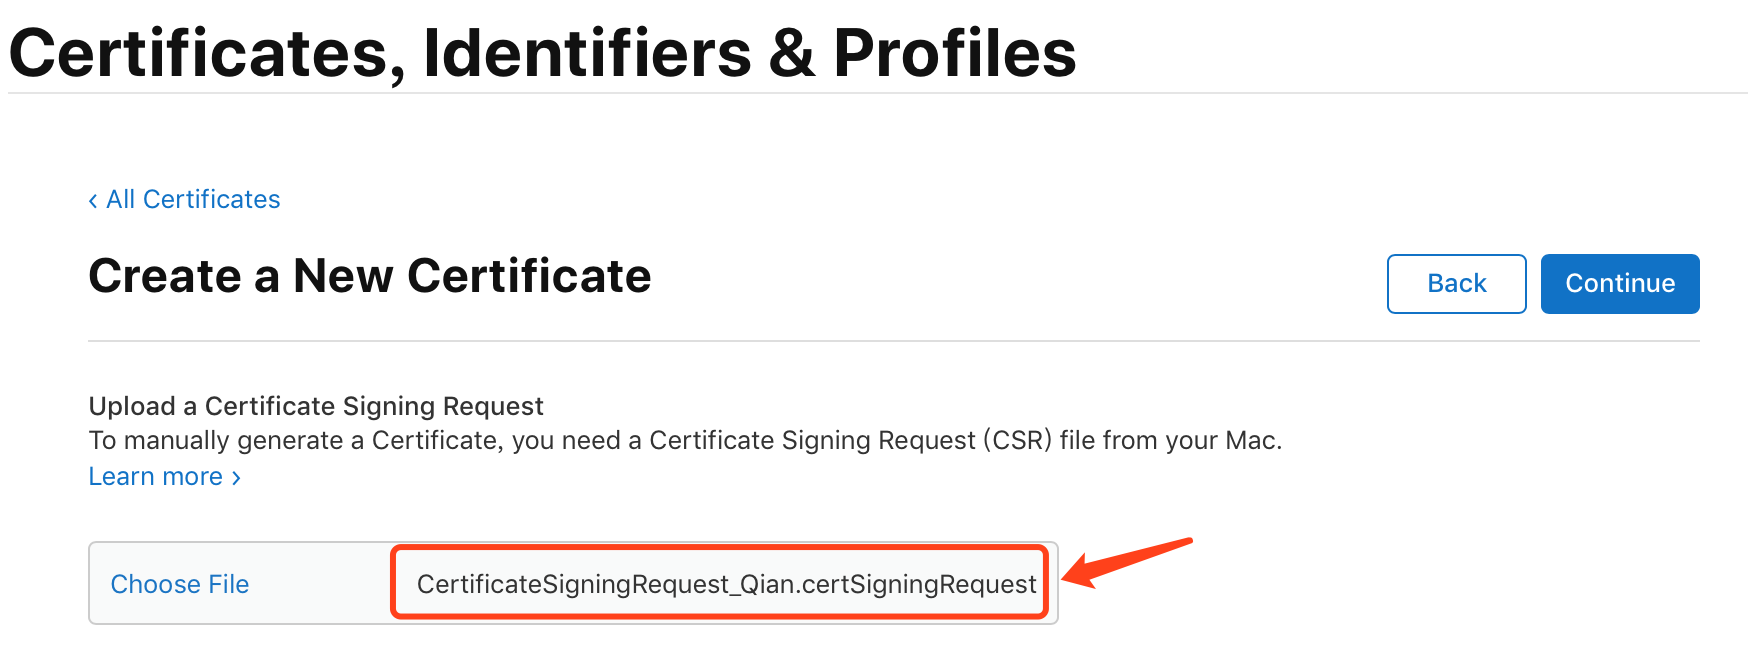 Certificates, Identifiers & Profiles
‹ All Certificates
Create a New Certificate
Back
Continue
Upload a Certificate Signing Request
To manually generate a Certificate, you need a Certificate Signing Request (CSR) file from your Mac.
Learn more ›
Choose File
CertificateSigningRequest_Qian.certSigningRequest